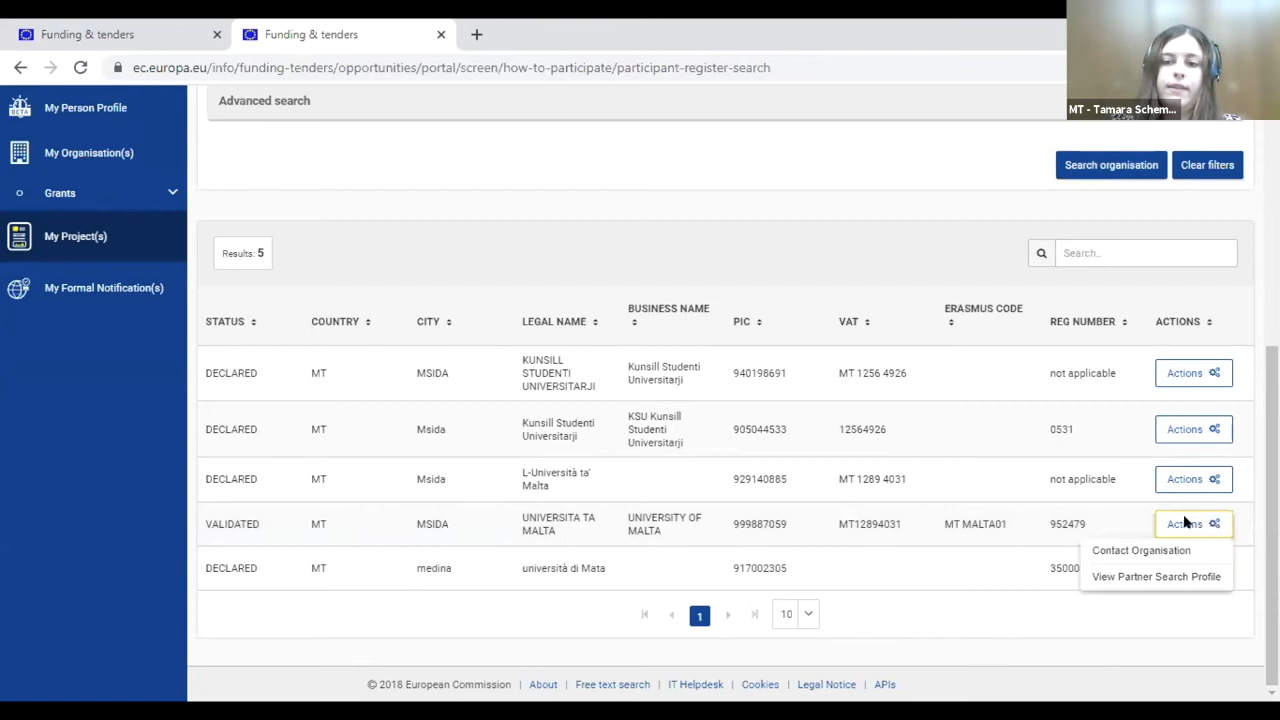 Funding & tenders
Funding & tenders
ec.europa.eu/info/funding-tenders/opportunities/portal/screen/how-to-participate/participant-register-search
MT - Tamara Schem...
BETA
My Person Profile
My Organisation(s)
Grants
My Project(s)
My Formal Notification(s)
Advanced search
Search organisation
Clear filters
Results: 5
Search..
STATUS
COUNTRY
CITY
LEGAL NAME
BUSINESS NAME
PIC
VAT
ERASMUS CODE
REG NUMBER
ACTIONS
DECLARED
MT
MSIDA
KUNSILL
STUDENTI
UNIVERSITARJI
Kunsill Studenti
Universitarji
940198691
MT 1256 4926
not applicable
Actions
DECLARED
MT
Msida
Kunsill Studenti
Universitarji
KSU Kunsill
Studenti
Universitarji
905044533
12564926
0531
Actions
DECLARED
MT
Msida
L-Università ta'
Malta
929140885
MT 1289 4031
not applicable
Actions
VALIDATED
MT
MSIDA
UNIVERSITA TA
MALTA
UNIVERSITY OF
MALTA
999887059
MT12894031
MT MALTA01
952479
Actions
Contact Organisation
View Partner Search Profile
DECLARED
MT
medina
università di Mata
917002305
35000
1
10
© 2018 European Commission | About | Free text search | IT Helpdesk | Cookies | Legal Notice | APIs